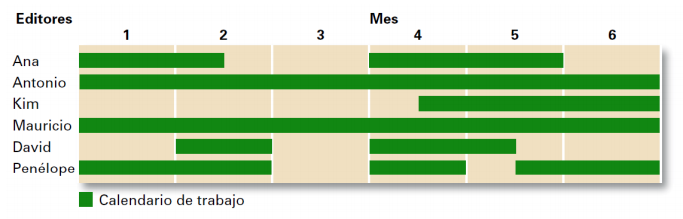 Editores Mes
1 2 3 4 5 6
Ana
Antonio
Kim
Mauricio
David
Penélope
Calendario de trabajo